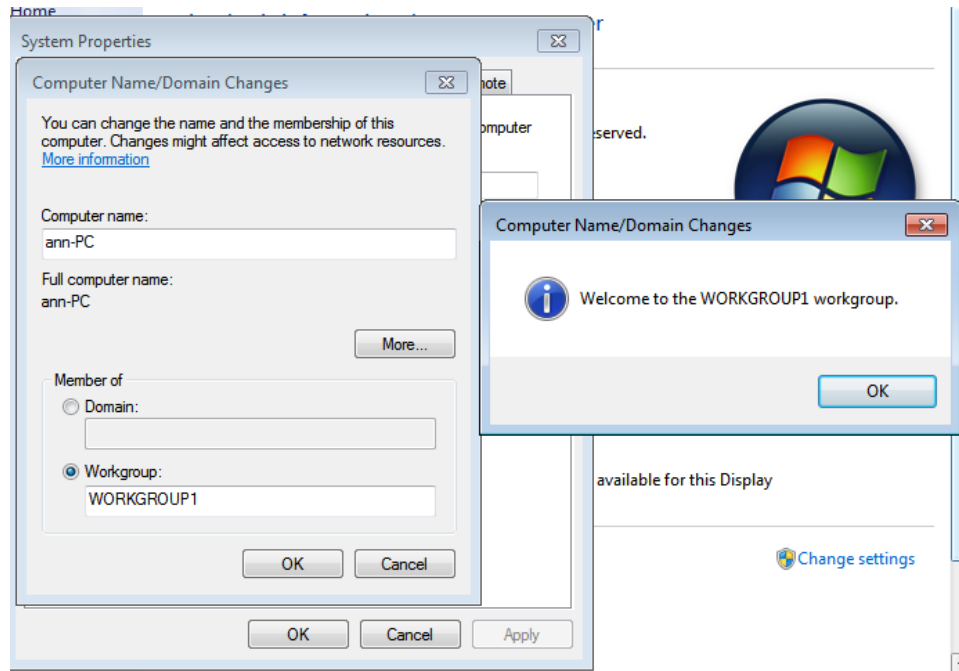 Home
System Properties
Computer Name/Domain Changes
You can change the name and the membership of this
computer. Changes might affect access to network resources.
More information
Computer name:
ann-PC
Full computer name:
ann-PC
More...
Member of
Domain:
Workgroup:
WORKGROUP1
OK
Cancel
OK
Cancel
Apply
note
omputer
served.
Computer Name/Domain Changes
Welcome to the WORKGROUP1 workgroup.
OK
available for this Display
Change settings